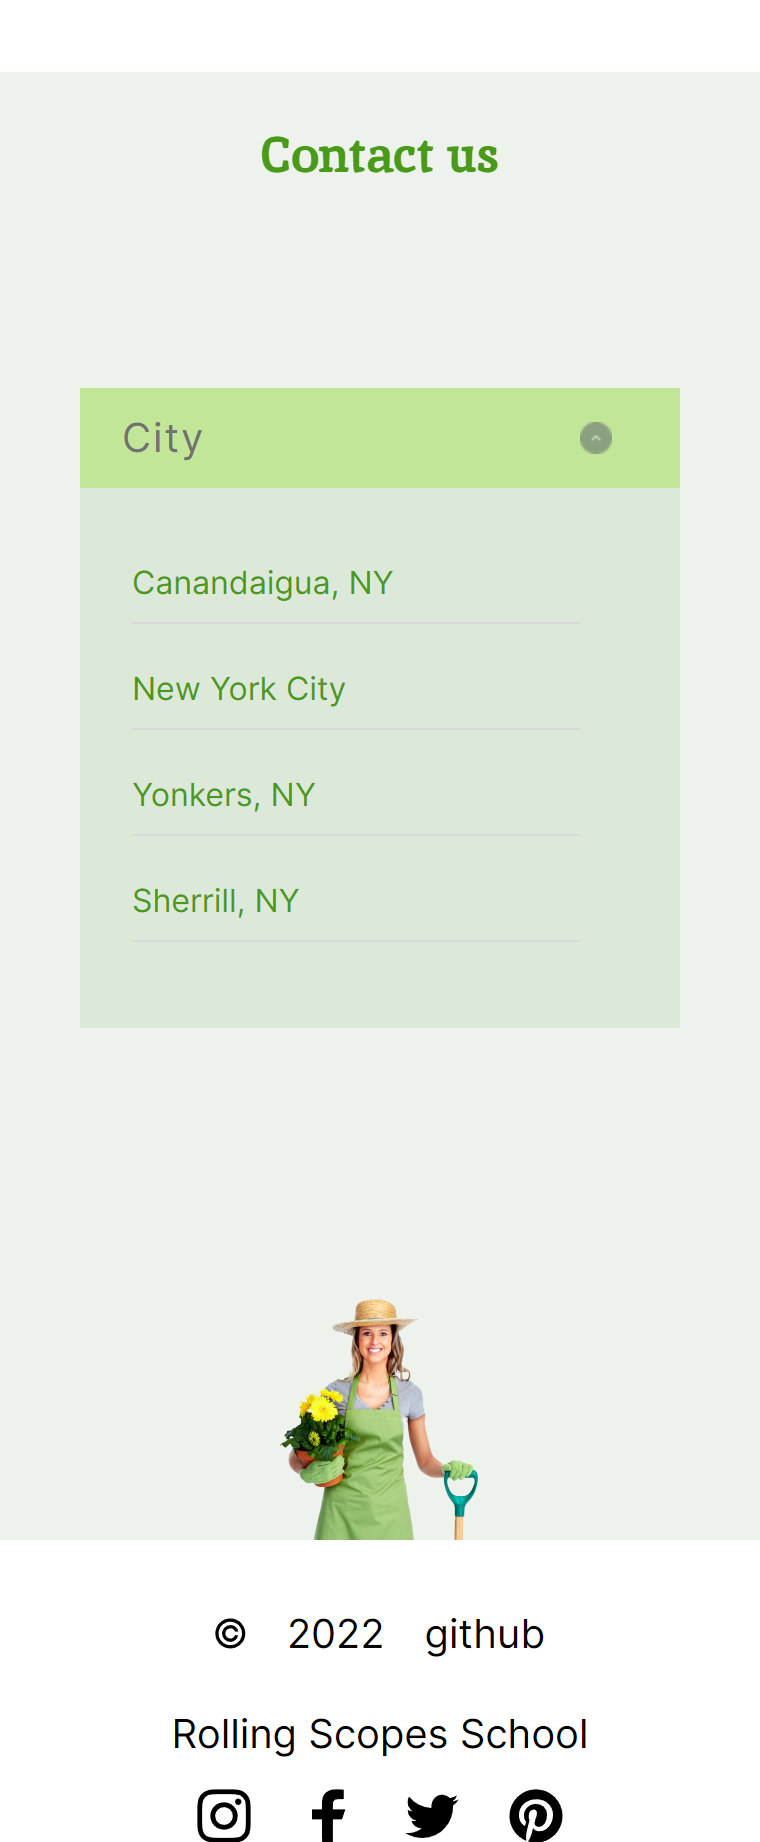 Contact us
City
Canandaigua, NY
New York City
Yonkers, NY
Sherrill, NY
© 2022 github
Rolling Scopes School